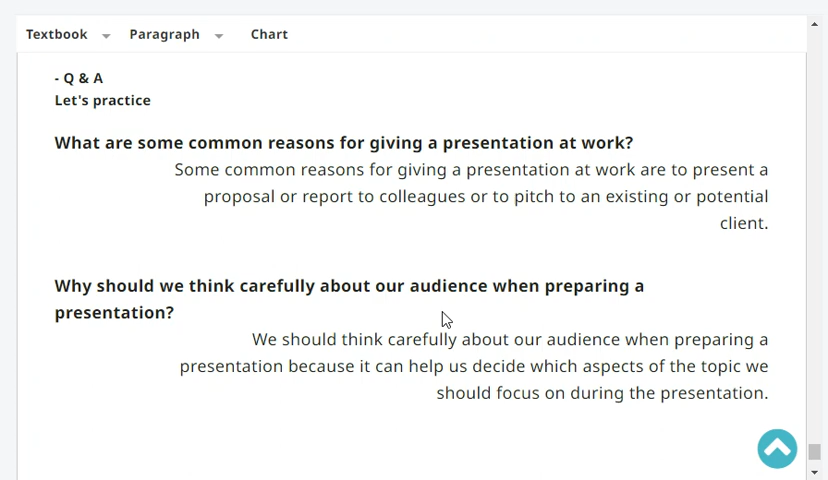 Textbook Paragraph Chart
- Q & A
Let's practice
What are some common reasons for giving a presentation at work?
Some common reasons for giving a presentation at work are to present a
proposal or report to colleagues or to pitch to an existing or potential
client.
Why should we think carefully about our audience when preparing a
presentation?
We should think carefully about our audience when preparing a
presentation because it can help us decide which aspects of the topic we
should focus on during the presentation.